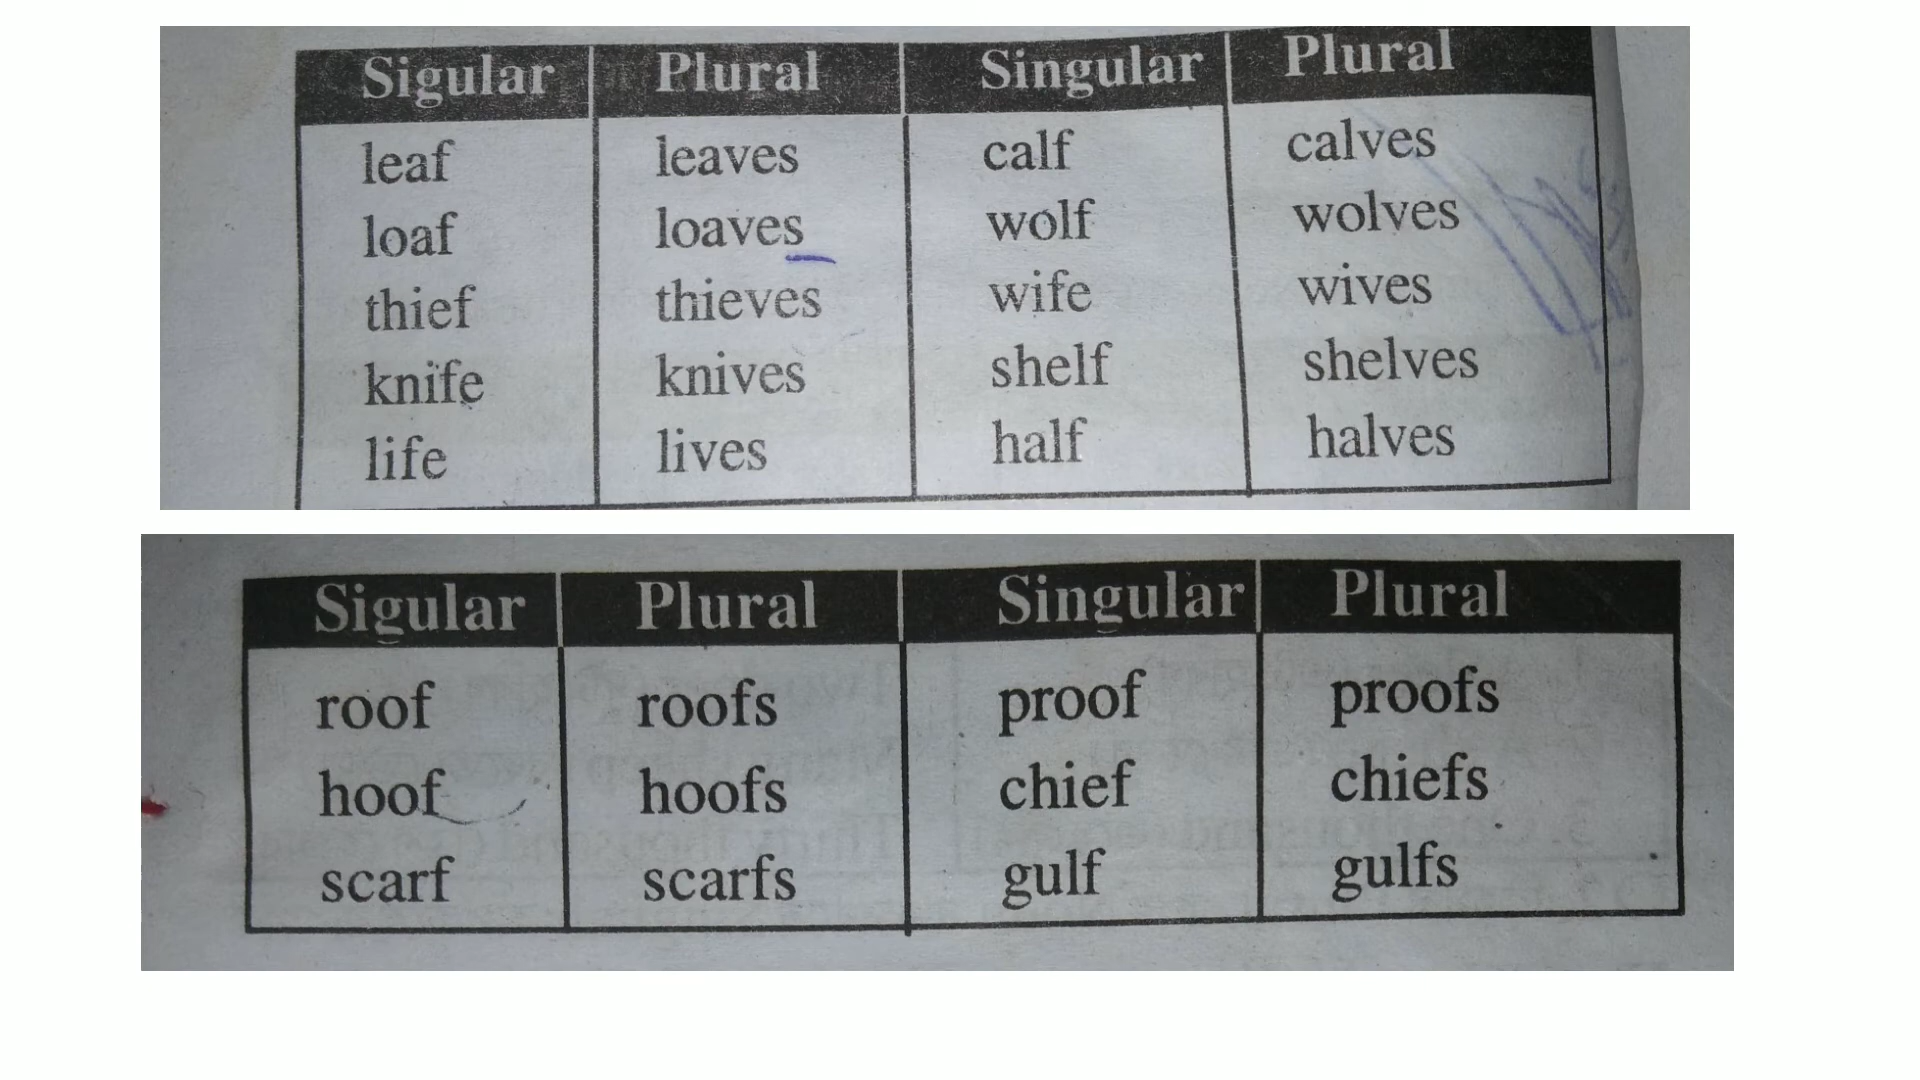 Sigular Plural Singular Plural
leaf leaves calf calves
loaf loaves wolf wolves
thief thieves wife wives
knife knives shelf shelves
life lives half halves
Sigular Plural Singular Plural
roof roofs proof proofs
hoof hoofs chief chiefs
scarf scarfs gulf gulfs